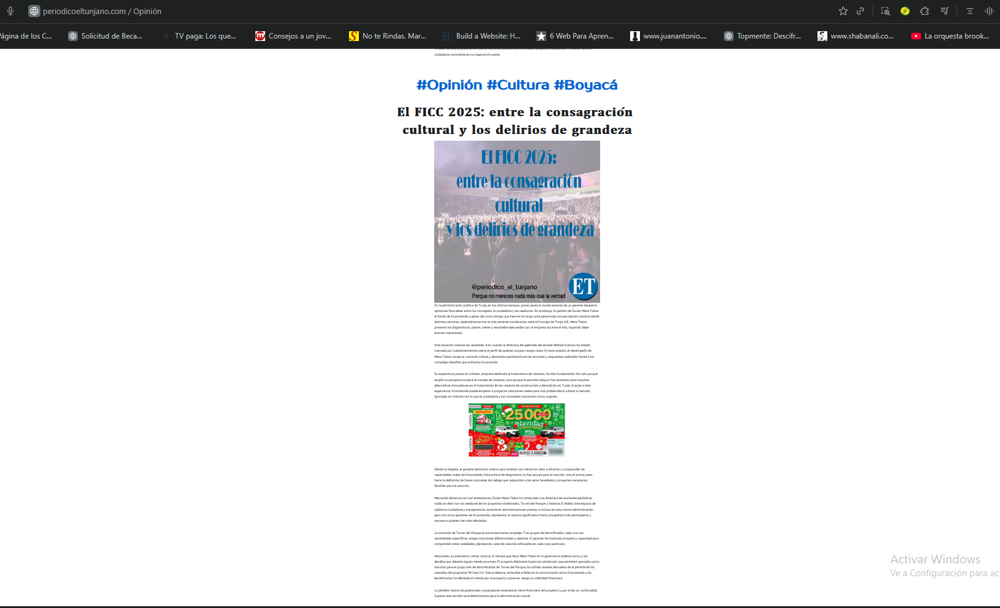 periodicoeltunjano.com / Opinión
Página de los C...
Solicitud de Beca...
TV paga: Los que...
Consejos a un jov...
No te Rindas. Mar...
Build a Website: H...
6 Web Para Apren...
www.juanantonio....
Topmente: Descifr...
www.shabanali.co...
La orquesta brook...
ciudadanía consciente es no tragarse el cuento.
#Opinión #Cultura #Boyacá
El FICC 2025: entre la consagración
cultural y los delirios de grandeza
El FICC 2025:
entre la consagración
cultural
y los delirios de grandeza
@periodico_el_tunjano
Porque no mereces nada más que la verdad
ET
En la administración pública de Tunja, en los últimos tiempos, pocas veces el nombramiento de un gerente despierta
opiniones favorables entre los concejales, la ciudadanía y las veedurías. Sin embargo, la gestión de Duván Mesa Tobos
al frente de Ecovivienda, a pesar del corto tiempo que lleva en el cargo, está generando una percepción positiva desde
distintos sectores, especialmente tras la más reciente socialización ante el Concejo de Tunja. Allí, Mesa Tobos
presentó los diagnósticos, planes, metas y resultados ejecutados por la empresa durante el año, logrando dejar
buenas impresiones.
Esta situación merece ser resaltada, más cuando la dinámica del gabinete del alcalde Mikhail Krasnov ha estado
marcada por cuestionamientos sobre el perfil de quienes ocupan cargos clave. En esta ocasión, el desempeño de
Mesa Tobos rompe la rutina de críticas y demuestra pertinencia en las acciones y respuestas realizadas frente a los
complejos desafíos que enfrenta Ecovivienda.
Su experiencia previa en Urbaser, empresa dedicada al tratamiento de residuos, ha sido fundamental. No solo porque
amplió su perspectiva sobre el manejo de residuos, sino porque le permitió adquirir herramientas para impulsar
alternativas innovadoras en el tratamiento de los residuos de construcción y demolición en Tunja. Gracias a esta
experiencia, Ecovivienda puede empezar a proyectar soluciones reales para una problemática urbana a menudo
ignorada, en sintonía con lo que la ciudadanía y los concejales reconocen como urgente.
25.000
Navidad
Desde su llegada, el gerente demostró criterio para analizar con calma los retos a afrontar y comprender las
capacidades reales de Ecovivienda. Esta actitud de diagnóstico no fue excusa para la inacción, sino el primer paso
hacia la definición de líneas concretas de trabajo que respondan a los retos heredados y proyecten escenarios
factibles para la solución.
Marcando distancia con sus antecesores, Duván Mesa Tobos ha instaurado una dinámica de reuniones periódicas
(cada 20 días) con los veedores de los proyectos siniestrados, Torres del Parque y Estancia El Roble. Este espacio de
vigilancia ciudadana y transparencia, ausente en administraciones previas, e incluso en esta misma administración
pero con otros gerentes de Ecovivienda, representa un avance significativo hacia una gestión más participativa y
cercana a quienes han sido afectados.
La situación de Torres del Parque es particularmente compleja. Tres grupos de damnificados, cada uno con
necesidades específicas, exigen soluciones diferenciadas y realistas. El gerente ha mostrado empatía y capacidad para
comprender estas realidades, planteando rutas de solución enfocadas en cada caso particular.
Ahora bien, es prematuro cantar victoria. El tiempo que lleva Mesa Tobos en la gerencia es todavía corto, y los
desafíos por delante siguen siendo enormes. El proyecto Bellavista ilustra los obstáculos que persisten; pensado como
solución para el grupo tres de damnificados de Torres del Parque, ha sufrido reveses derivados de la pérdida de los
subsidios del programa 'Mi Casa Ya'. Este problema, atribuible a fallas en la comunicación entre Ecovivienda y los
beneficiarios, ha afectado el interés por el proyecto y pone en riesgo su viabilidad financiera.
La pérdida masiva de potenciales compradores amenaza el cierre financiero del proyecto y, por ende, su continuidad.
Superar este escollo será determinante para la administración actual.
Activar Windows
Ve a Configuración para ac